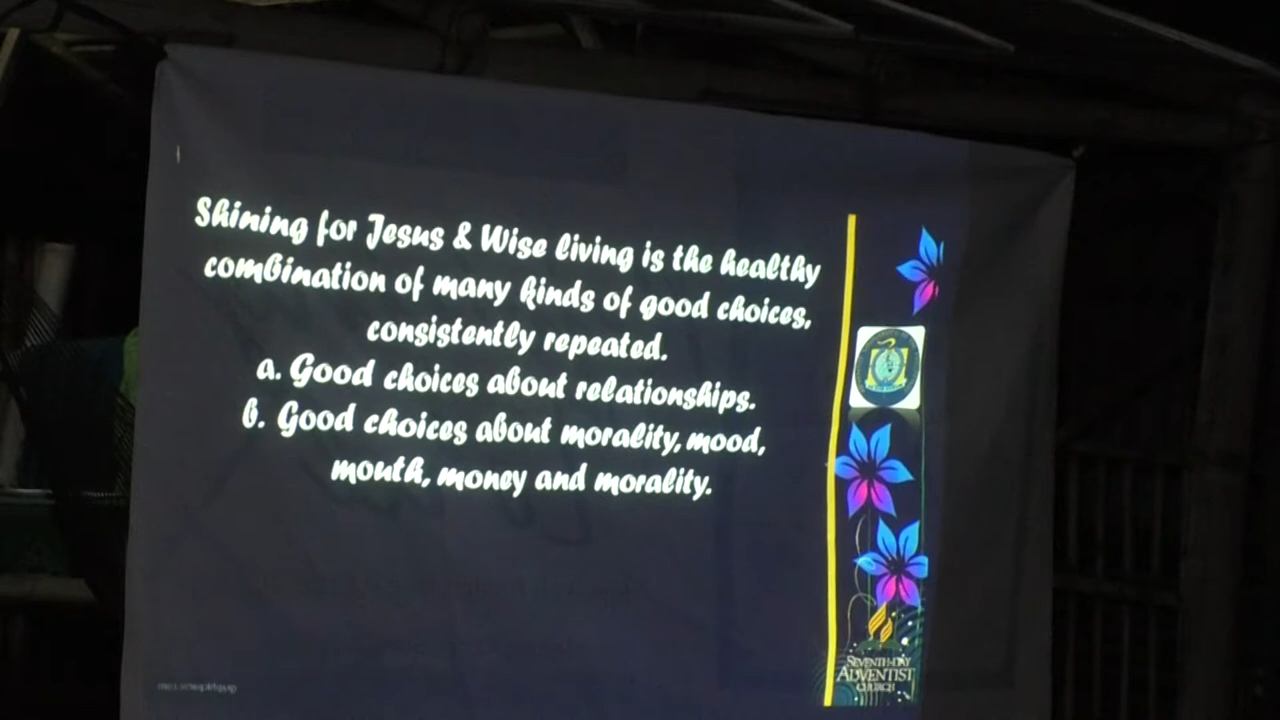 Shining for Jesus & Wise living is the healthy
combination of many kinds of good choices,
consistently repeated.
a. Good choices about relationships.
b. Good choices about morality, mood,
mouth, money and morality.
SEVENTH-DAY
ADVENTIST
CHURCH